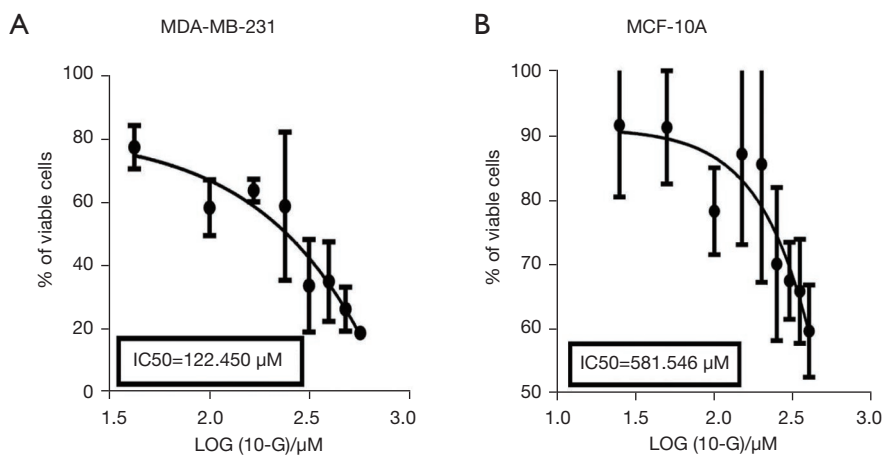 A
MDA-MB-231
100
80
60
40
20
0
% of viable cells
IC50=122.450 µM
1.5
2.0
2.5
3.0
LOG (10-G)/µM
B
MCF-10A
100
90
80
70
60
50
% of viable cells
IC50=581.546 µM
1.0
1.5
2.0
2.5
3.0
LOG (10-G)/µM